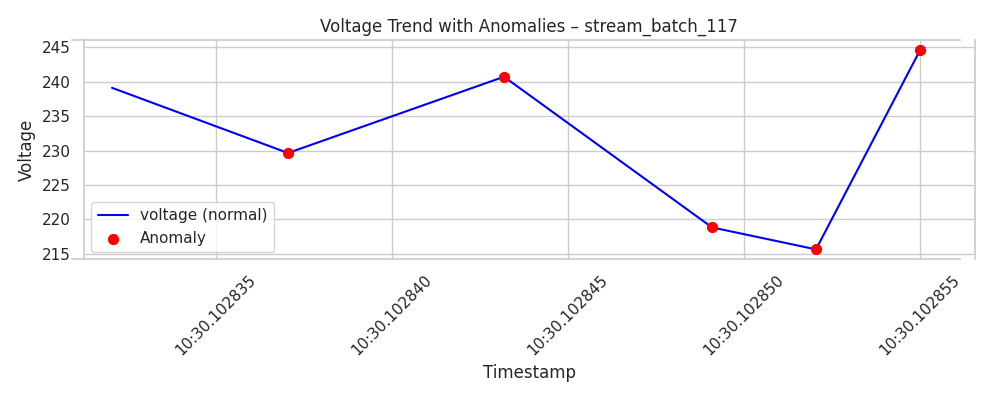 Voltage Trend with Anomalies – stream_batch_117
245
240
235
230
225
220
215
Voltage
voltage (normal)
Anomaly
10:30.102835
10:30.102840
10:30.102845
10:30.102850
10:30.102855
Timestamp